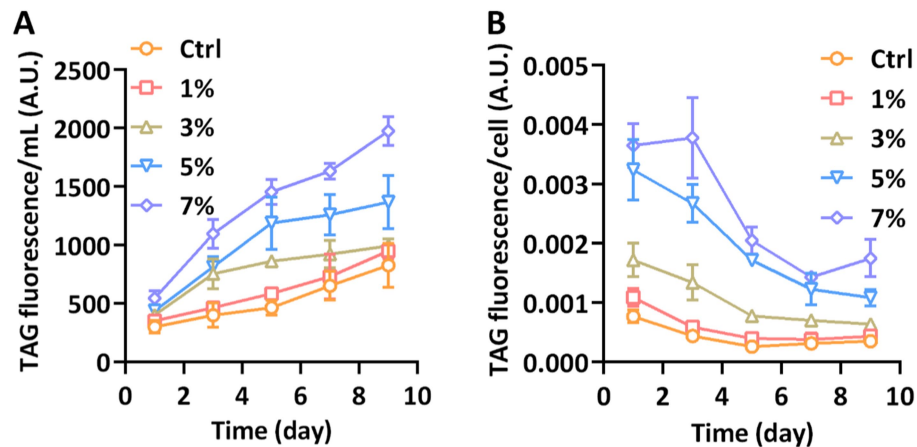 A
TAG fluorescence/mL (A.U.)
2500
2000
1500
1000
500
0
0 2 4 6 8 10
Time (day)
Ctrl
1%
3%
5%
7%
B
TAG fluorescence/cell (A.U.)
0.005
0.004
0.003
0.002
0.001
0.000
0 2 4 6 8 10
Time (day)
Ctrl
1%
3%
5%
7%